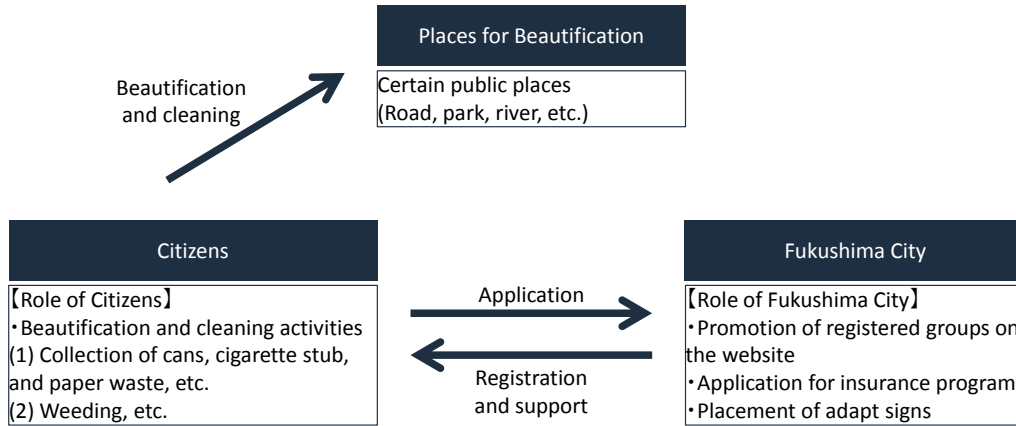 Places for Beautification
Certain public places
(Road, park, river, etc.)
Beautification
and cleaning
Citizens
【Role of Citizens】
・Beautification and cleaning activities
(1) Collection of cans, cigarette stub,
and paper waste, etc.
(2) Weeding, etc.
Application
Registration
and support
Fukushima City
【Role of Fukushima City】
・Promotion of registered groups on
the website
・Application for insurance program
・Placement of adapt signs